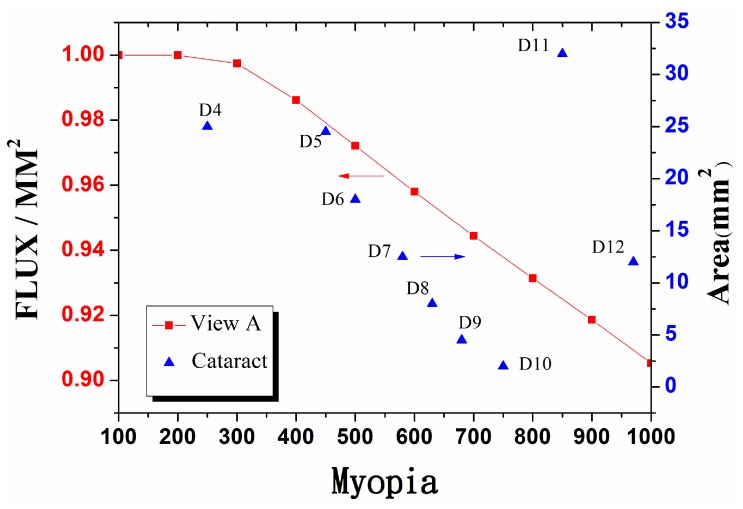 FLUX / MM²
1.00
0.98
0.96
0.94
0.92
0.90
35
30
25
20
15
10
5
0
Area(mm²)
D11
D4
D5
D6
D7
D12
D8
D9
D10
View A
Cataract
100 200 300 400 500 600 700 800 900 1000
Myopia